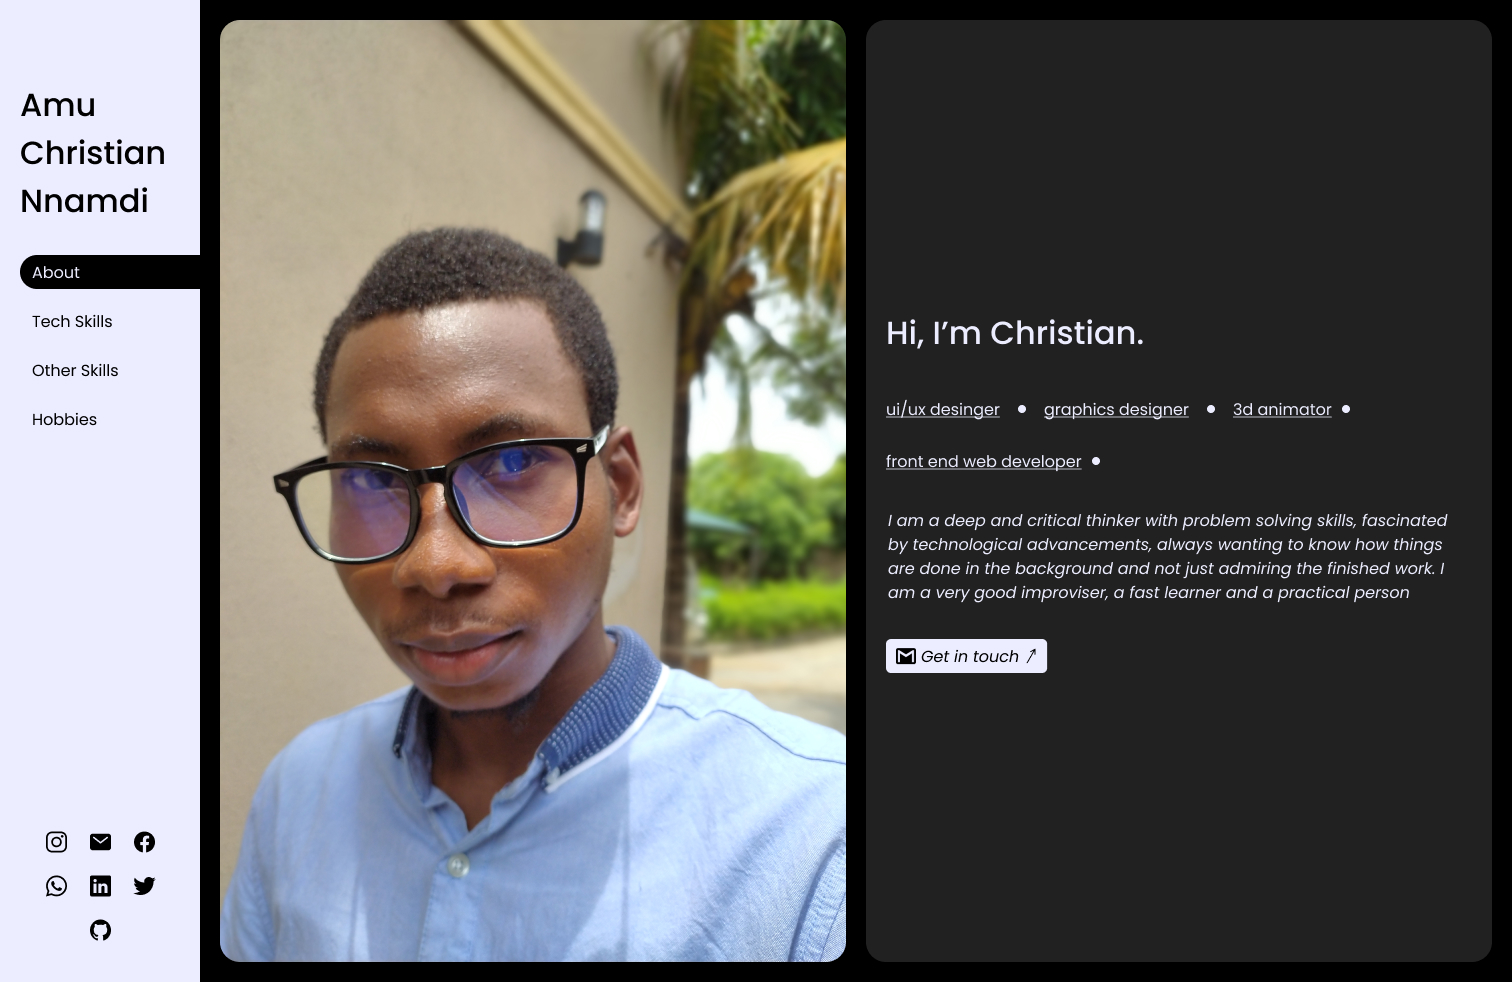 Amu
Christian
Nnamdi
About
Tech Skills
Other Skills
Hobbies
Hi, I’m Christian.
ui/ux desinger • graphics designer • 3d animator •
front end web developer •
I am a deep and critical thinker with problem solving skills, fascinated
by technological advancements, always wanting to know how things
are done in the background and not just admiring the finished work. I
am a very good improviser, a fast learner and a practical person
Get in touch ↗